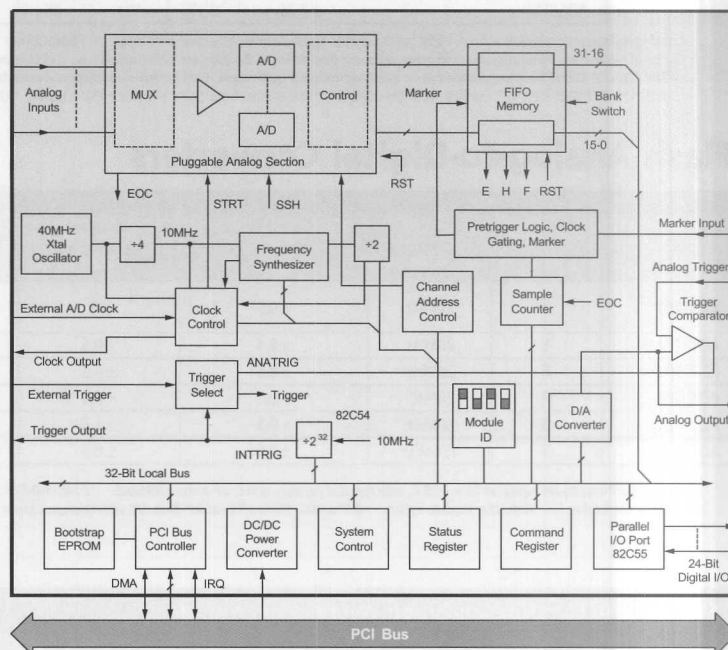 31-16
A/D
FIFO
Memory
Marker
Analog
Inputs
MUX
Control
Bank
Switch
A/D
Pluggable Analog Section
15-0
RST
EOC
STRT
SSH
E
H
F
RST
40MHz
Xtal
Oscillator
÷4
10MHz
Frequency
Synthesizer
÷2
Pretrigger Logic, Clock
Gating, Marker
Marker Input
Analog Trigger
External A/D Clock
Clock
Control
Channel
Address
Control
Sample
Counter
EOC
Trigger
Comparator
Clock Output
ANATRIG
External Trigger
Trigger
Select
Trigger
82C54
Module
ID
D/A
Converter
Analog Output
Trigger Output
INTTRIG
÷2³²
10MHz
32-Bit Local Bus
Bootstrap
EPROM
PCI Bus
Controller
DC/DC
Power
Converter
System
Control
Status
Register
Command
Register
Parallel
I/O Port
82C55
24-Bit
Digital I/O
DMA
IRQ
PCI Bus